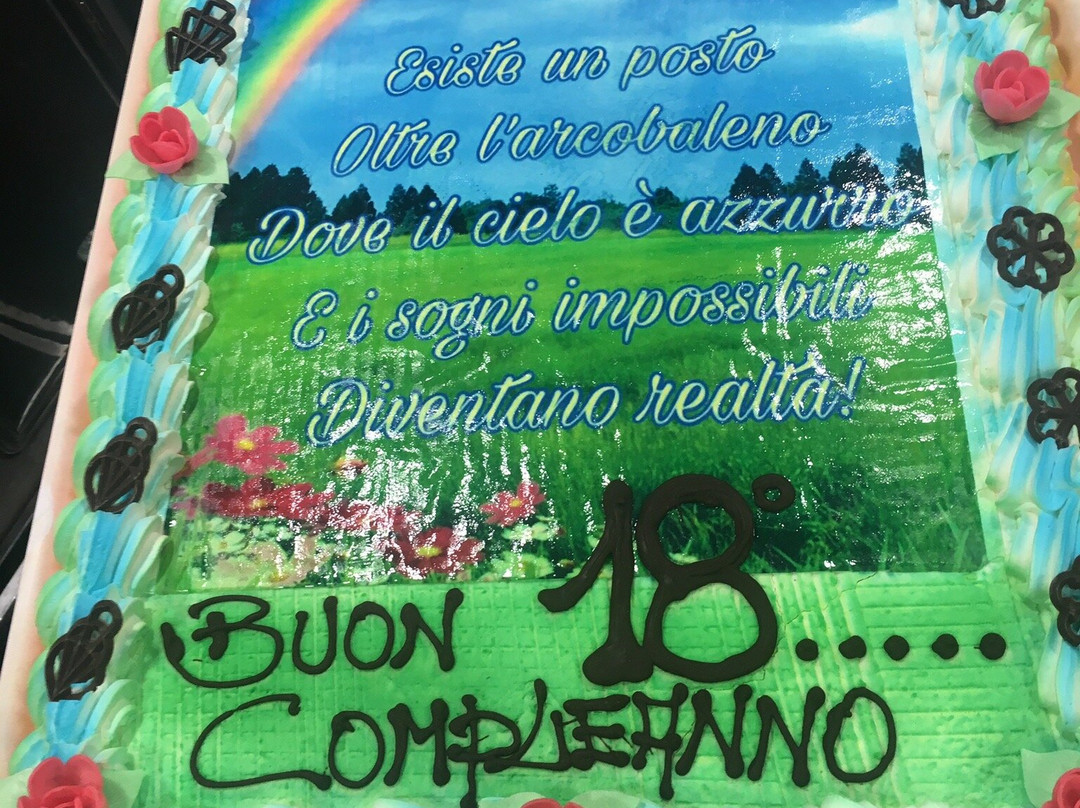 Esiste un posto
Oltre l'arcobaleno
Dove il cielo è azzurro
E i sogni impossibili
Diventano realtà!
BUON 18°.....
COMPLEANNO